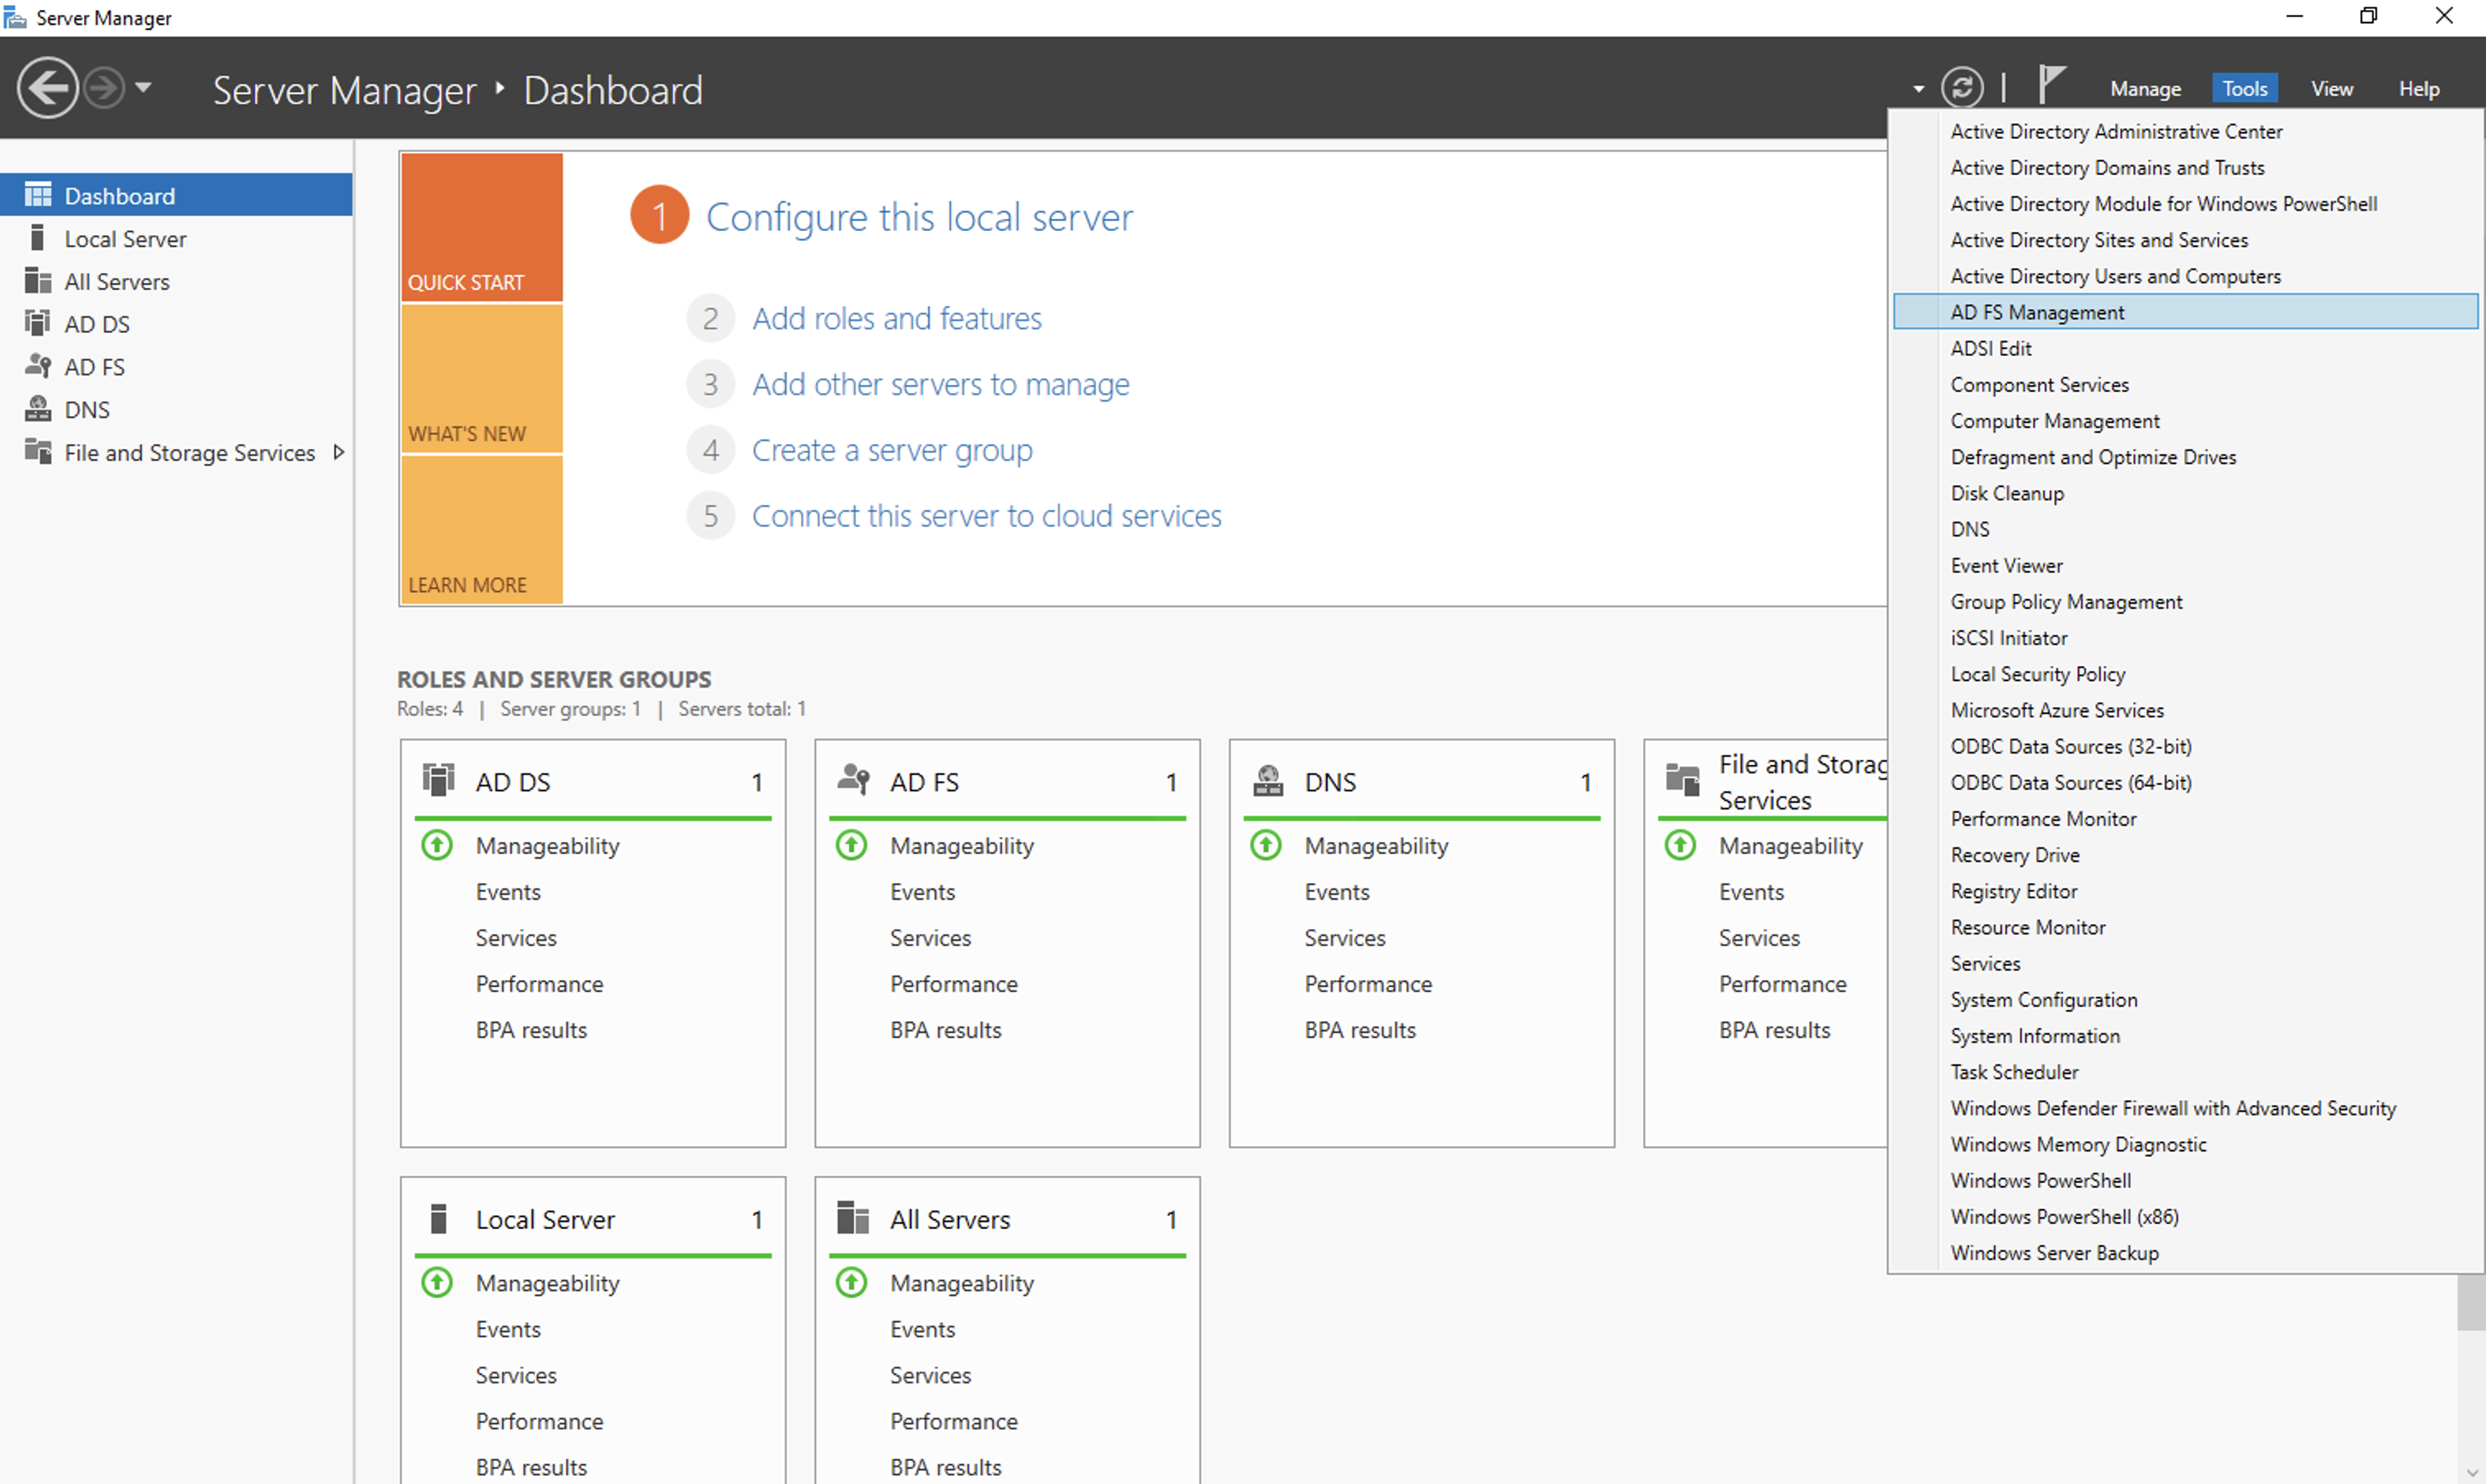 Server Manager
Server Manager Dashboard
Manage Tools View Help
Dashboard
Local Server
All Servers
AD DS
AD FS
DNS
File and Storage Services
QUICK START
WHAT'S NEW
LEARN MORE
1 Configure this local server
2 Add roles and features
3 Add other servers to manage
4 Create a server group
5 Connect this server to cloud services
ROLES AND SERVER GROUPS
Roles: 4 | Server groups: 1 | Servers total: 1
AD DS 1
Manageability
Events
Services
Performance
BPA results
AD FS 1
Manageability
Events
Services
Performance
BPA results
DNS 1
Manageability
Events
Services
Performance
BPA results
File and Storag
Services
Manageability
Events
Services
Performance
BPA results
Local Server 1
Manageability
Events
Services
Performance
BPA results
All Servers 1
Manageability
Events
Services
Performance
BPA results
Active Directory Administrative Center
Active Directory Domains and Trusts
Active Directory Module for Windows PowerShell
Active Directory Sites and Services
Active Directory Users and Computers
AD FS Management
ADSI Edit
Component Services
Computer Management
Defragment and Optimize Drives
Disk Cleanup
DNS
Event Viewer
Group Policy Management
iSCSI Initiator
Local Security Policy
Microsoft Azure Services
ODBC Data Sources (32-bit)
ODBC Data Sources (64-bit)
Performance Monitor
Recovery Drive
Registry Editor
Resource Monitor
Services
System Configuration
System Information
Task Scheduler
Windows Defender Firewall with Advanced Security
Windows Memory Diagnostic
Windows PowerShell
Windows PowerShell (x86)
Windows Server Backup